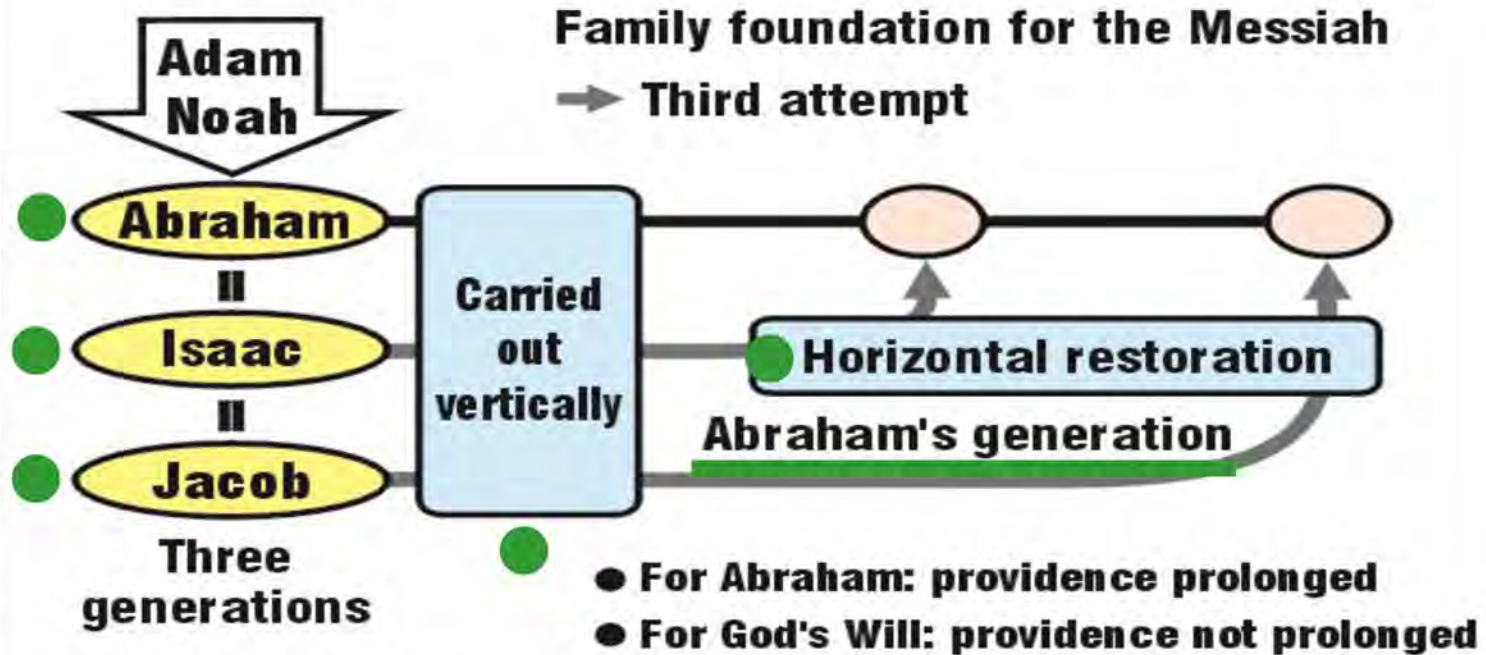 Family foundation for the Messiah
Third attempt
Adam
Noah
Abraham
=
Isaac
=
Jacob
Three
generations
Carried
out
vertically
Horizontal restoration
Abraham's generation
● For Abraham: providence prolonged
● For God's Will: providence not prolonged